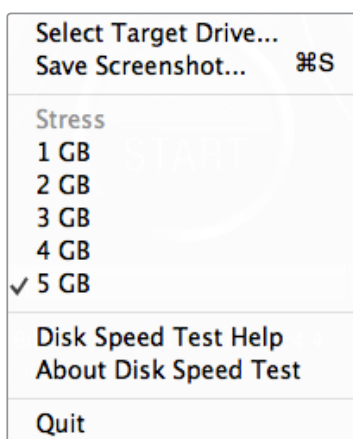 Select Target Drive...
Save Screenshot... ⌘S
Stress
1 GB
2 GB
3 GB
4 GB
✓ 5 GB
Disk Speed Test Help
About Disk Speed Test
Quit
START